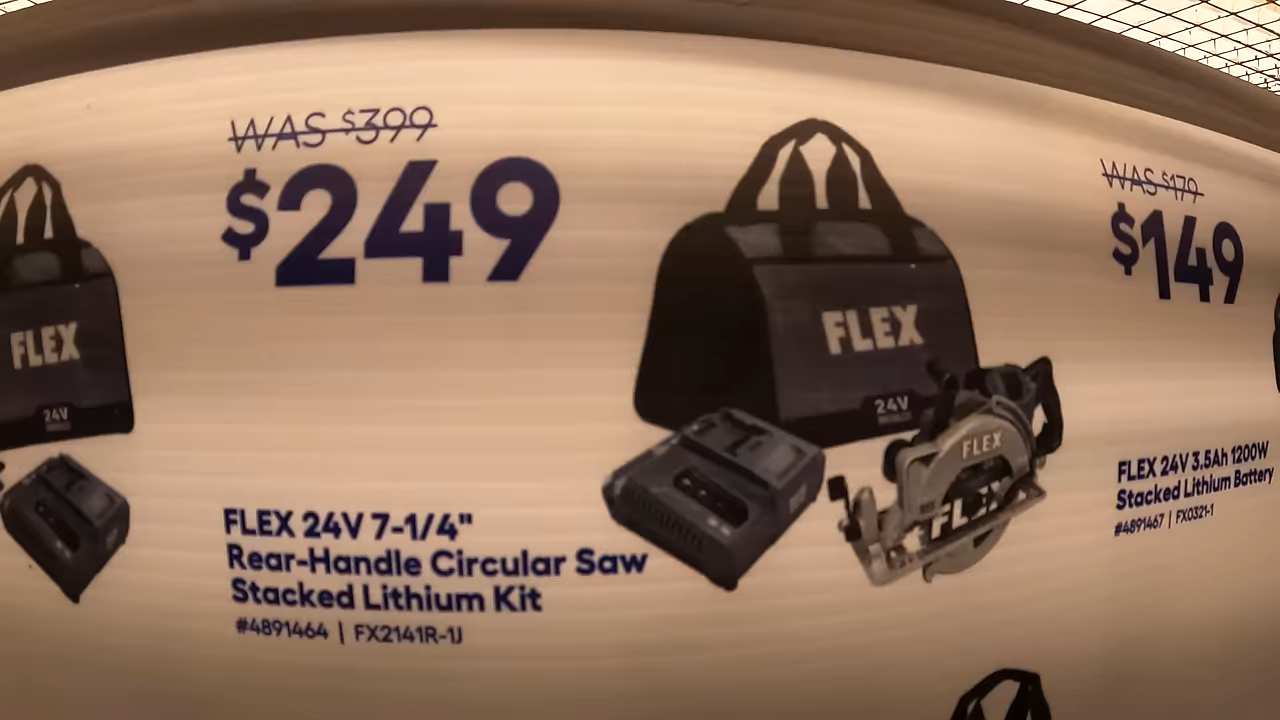 WAS $399
$249
FLEX 24V 7-1/4"
Rear-Handle Circular Saw
Stacked Lithium Kit
#4891464 | FX2141R-1J
FLEX
24V
FLEX
24V
FLEX
FLEX
WAS $179
$149
FLEX 24V 3.5Ah 1200W
Stacked Lithium Battery
#4891467 | FX0321-1